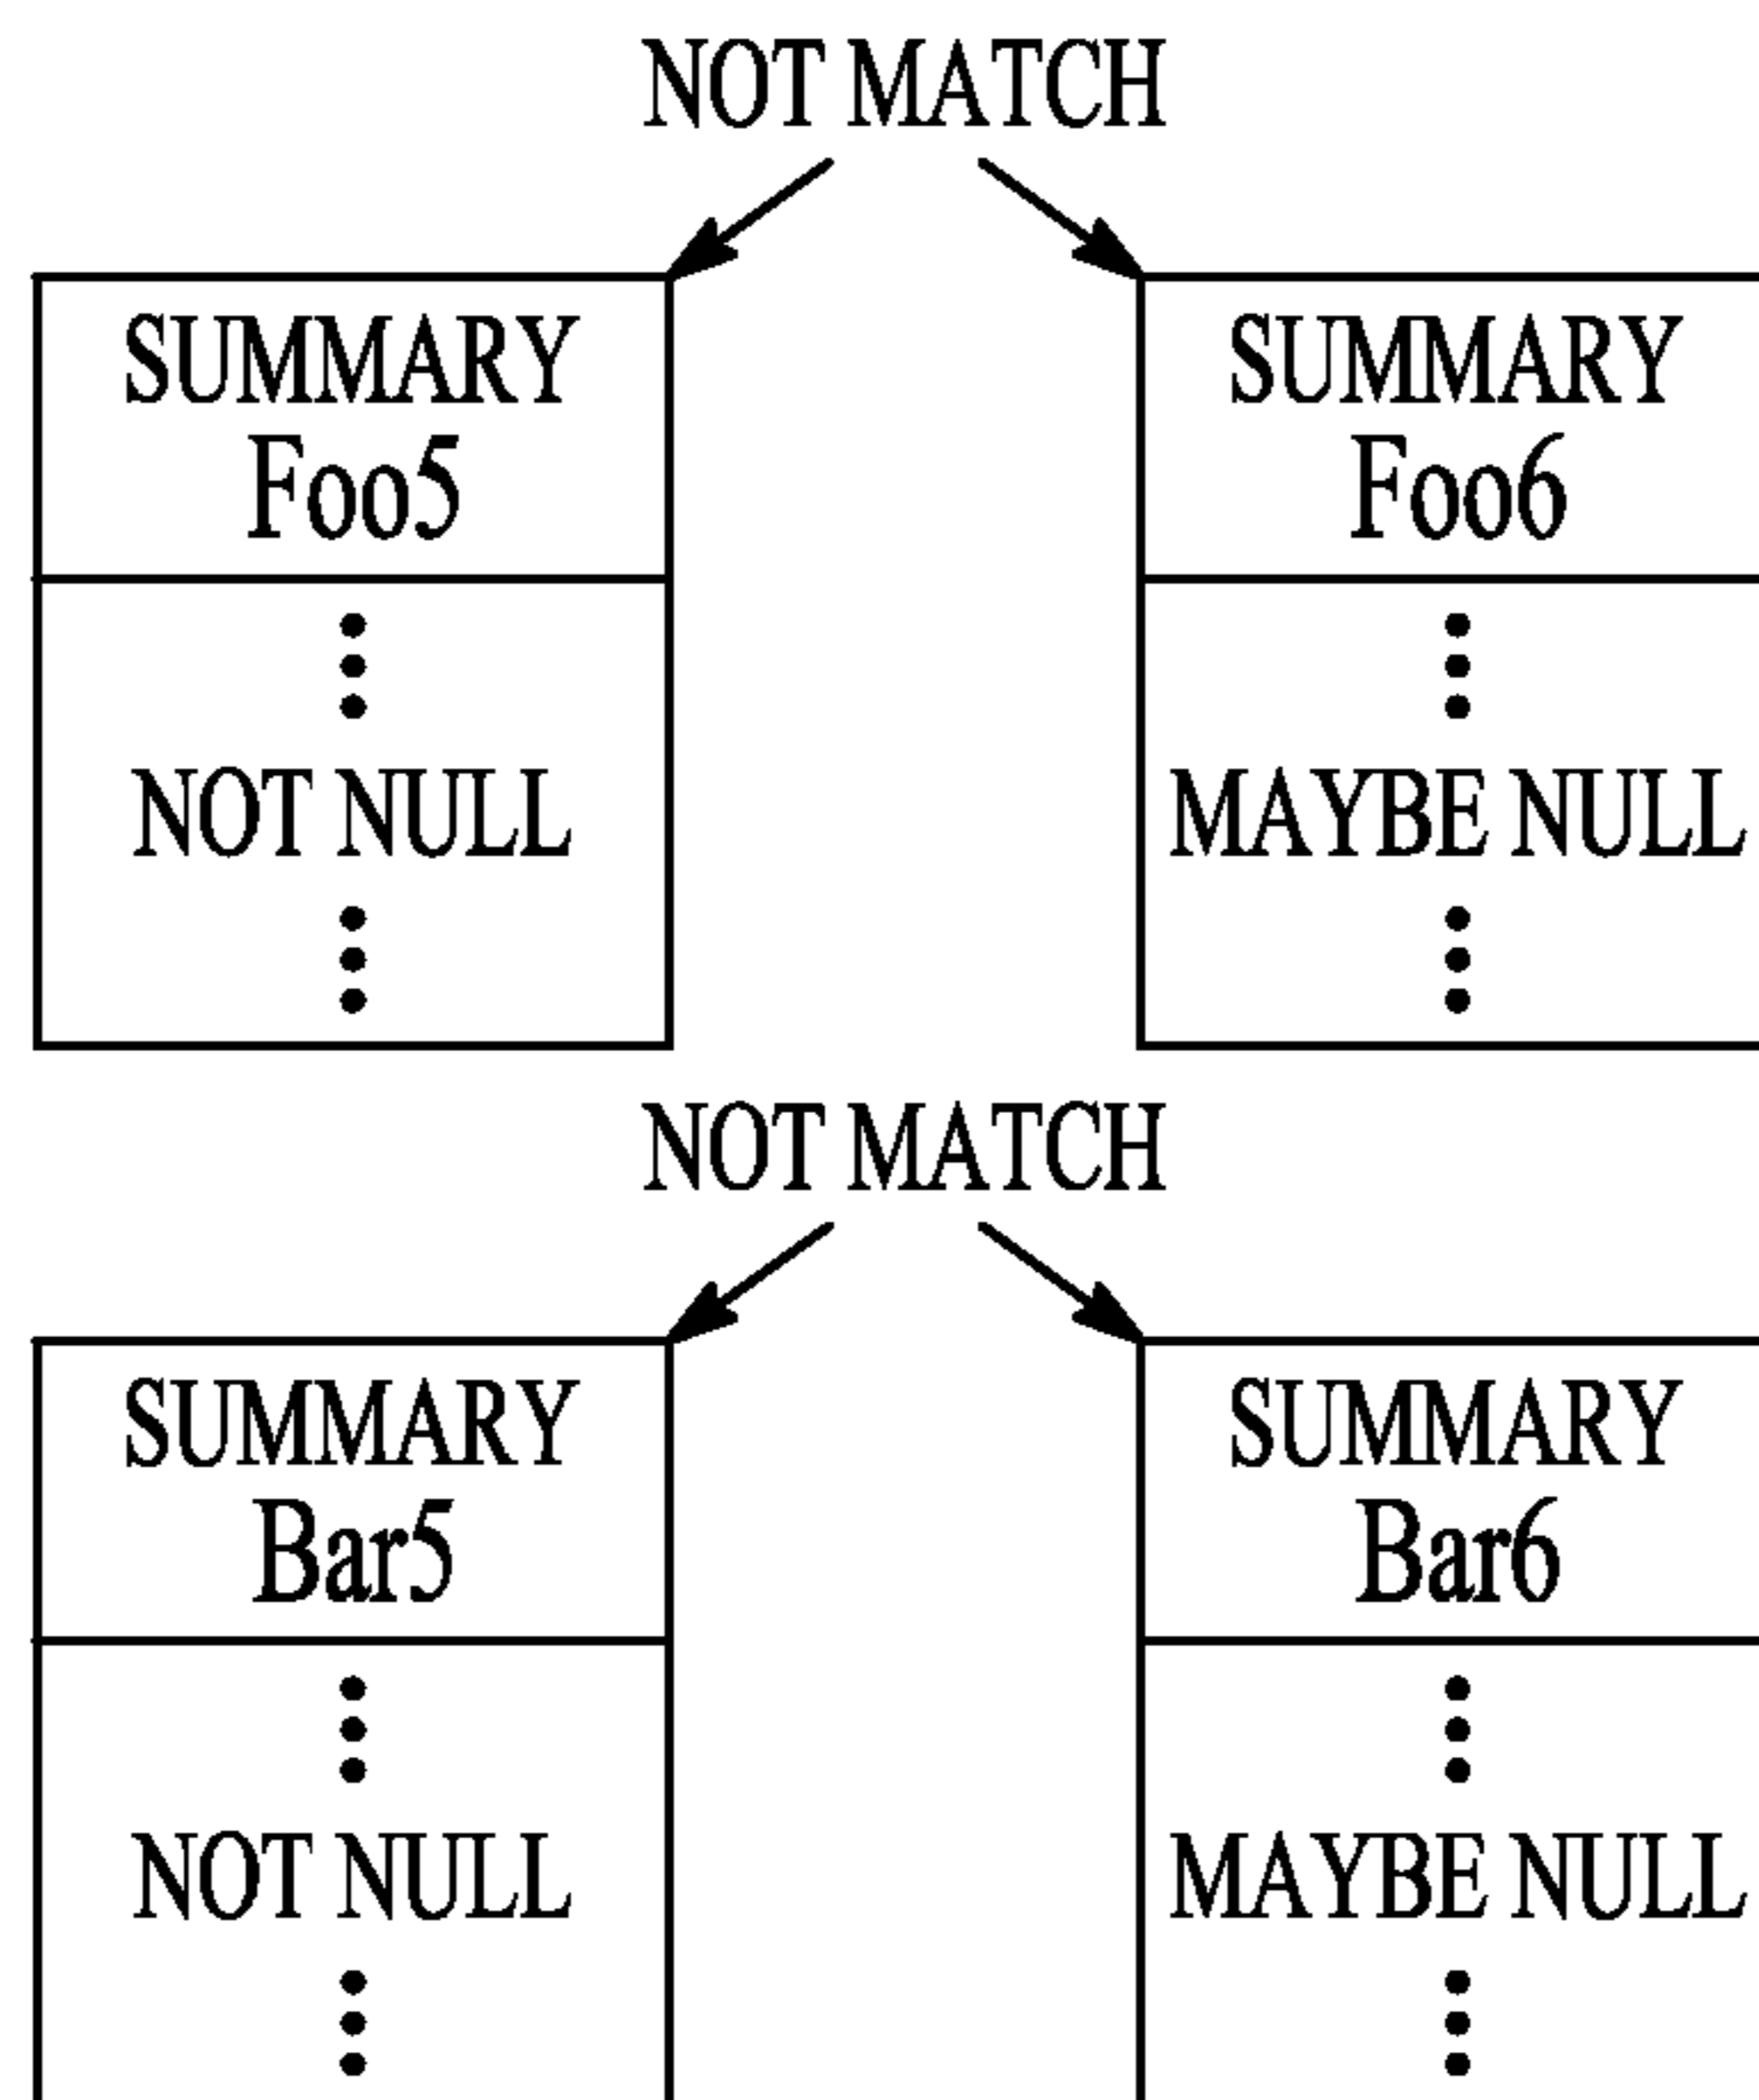 NOT MATCH
SUMMARY
Foo5
SUMMARY
Foo6
NOT NULL
MAYBE NULL
NOT MATCH
SUMMARY
Bar5
SUMMARY
Bar6
NOT NULL
MAYBE NULL